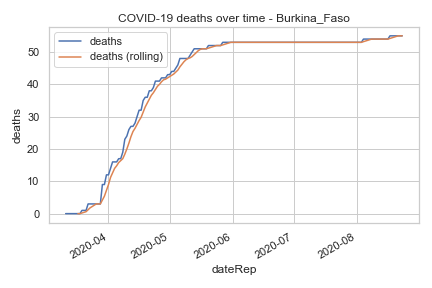 COVID-19 deaths over time - Burkina_Faso
deaths
deaths (rolling)
deaths
50
40
30
20
10
0
2020-04
2020-05
2020-06
2020-07
2020-08
dateRep